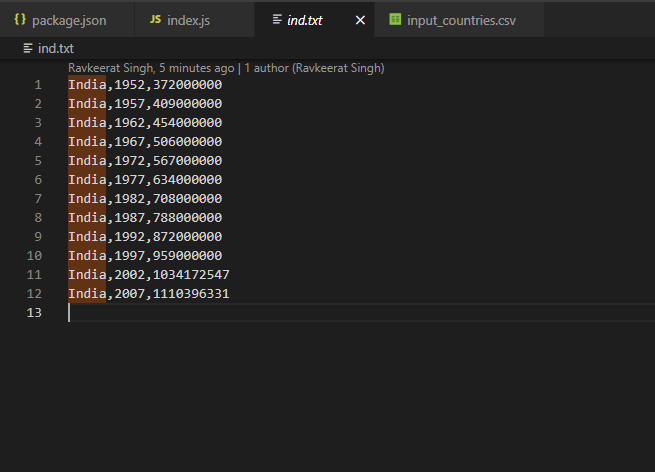 {} package.json JS index.js ind.txt × input_countries.csv
ind.txt
Ravkeerat Singh, 5 minutes ago | 1 author (Ravkeerat Singh)
1 India,1952,372000000
2 India,1957,409000000
3 India,1962,454000000
4 India,1967,506000000
5 India,1972,567000000
6 India,1977,634000000
7 India,1982,708000000
8 India,1987,788000000
9 India,1992,872000000
10 India,1997,959000000
11 India,2002,1034172547
12 India,2007,1110396331
13